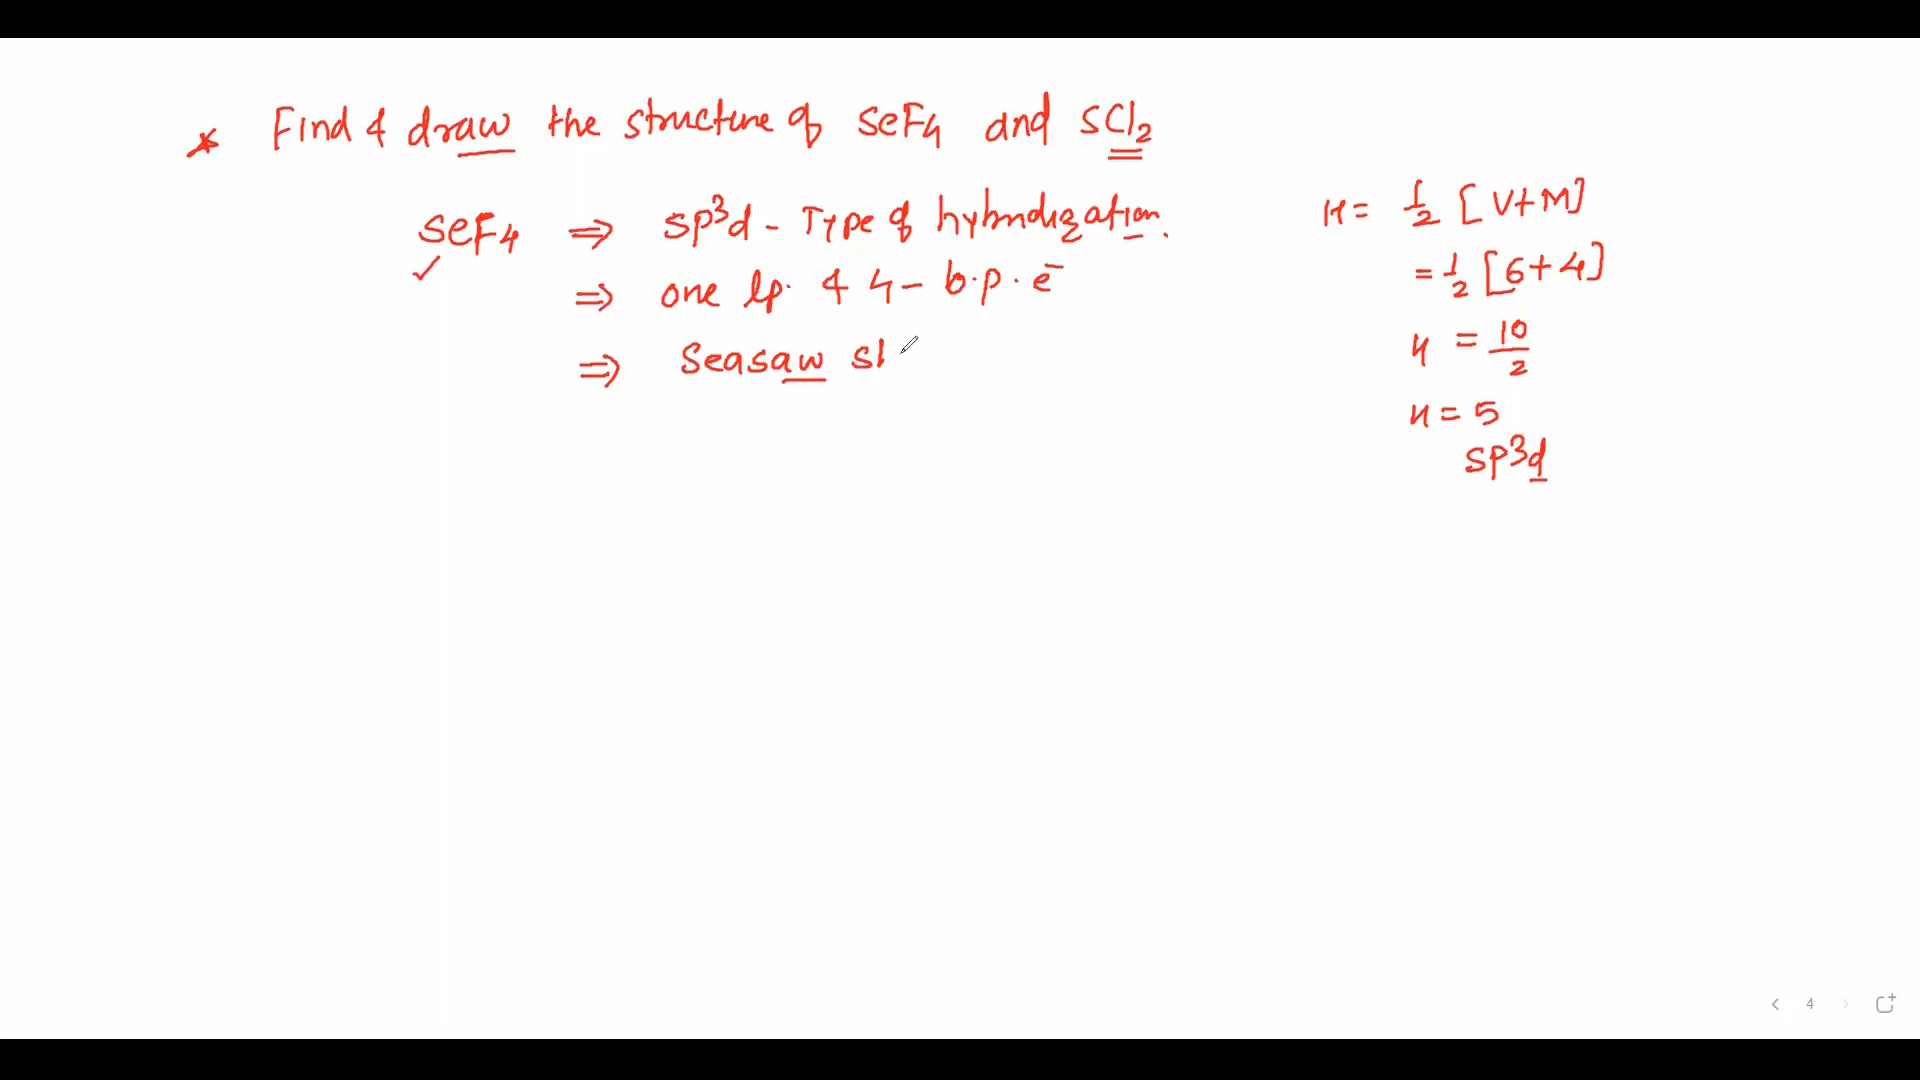 * Find & draw the structure of SeF4 and SCl2
SeF4 ⇒ sp³d - Type of hybridization.
⇒ one lp. & 4 - b.p. e⁻
⇒ Seasaw sh
H = 1/2 [V+M]
= 1/2 [6+4]
H = 10/2
H = 5
sp³d
4